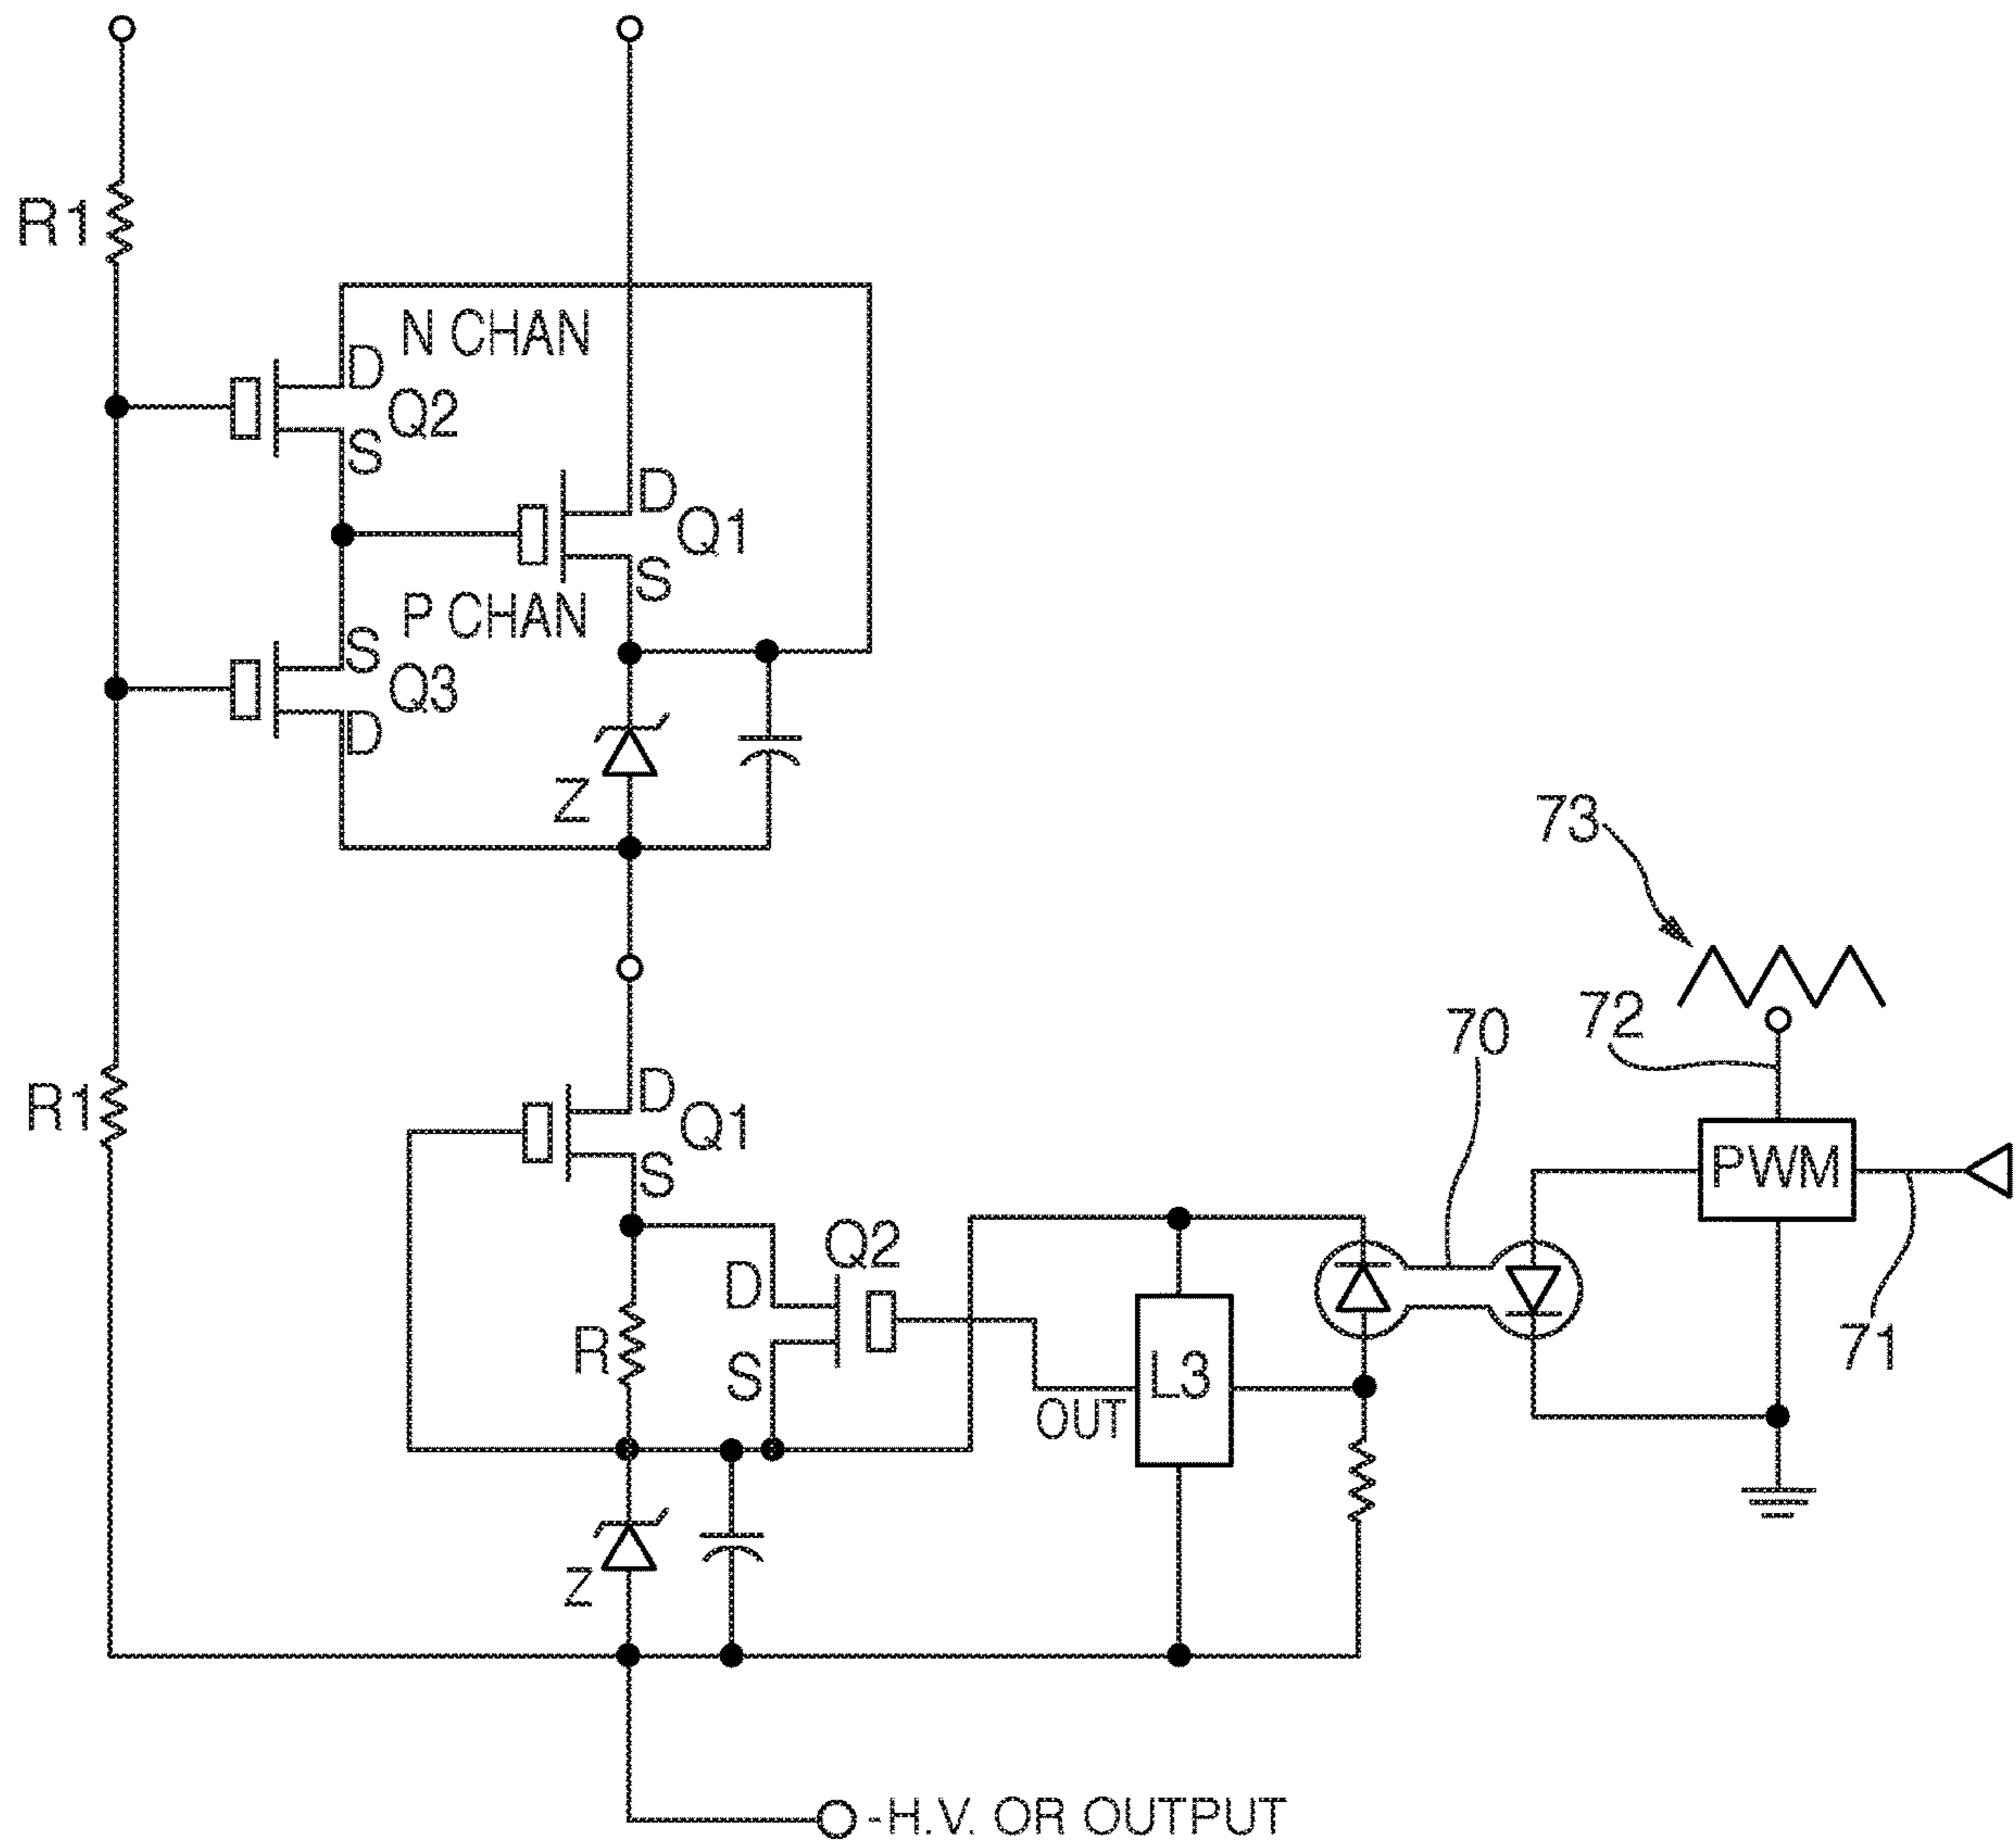 R1
N CHAN
D
Q2
S
D
Q1
S
P CHAN
S
Q3
D
Z
73
72
70
R1
D
Q1
S
PWM
71
Q2
D
R
S
L3
OUT
Z
-H.V. OR OUTPUT